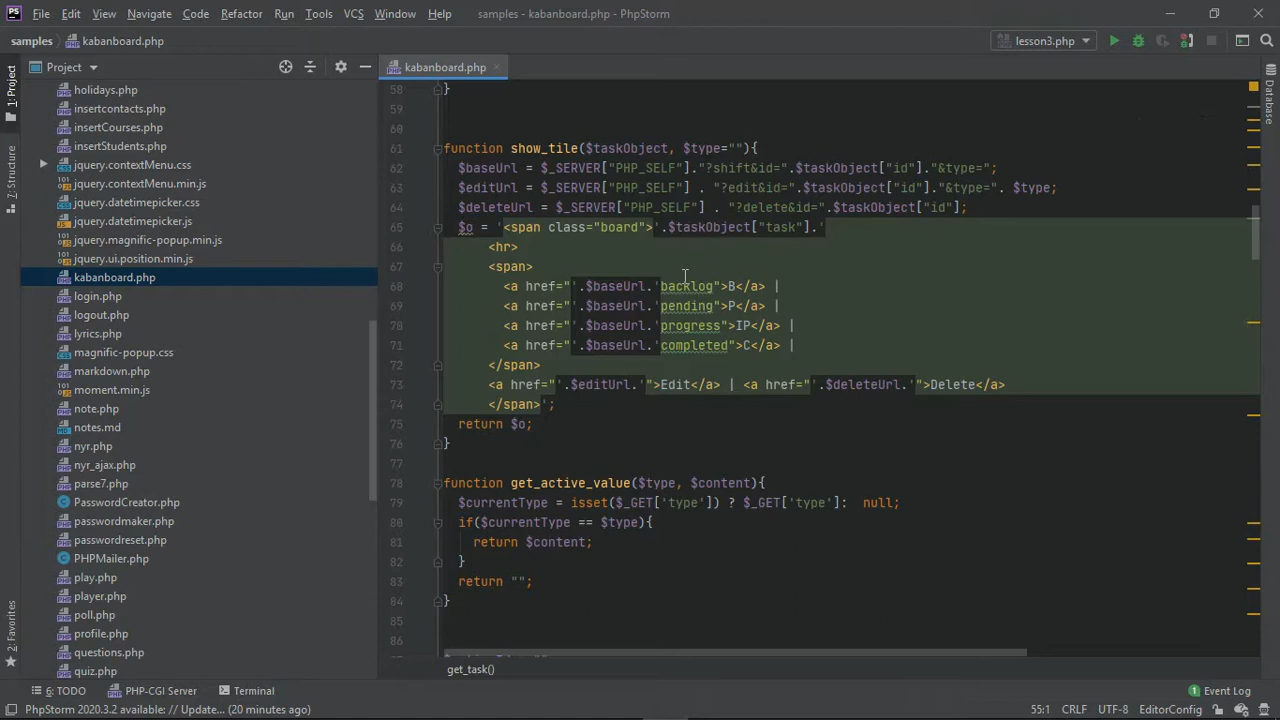 PS File Edit View Navigate Code Refactor Run Tools VCS Window Help samples - kabanboard.php - PhpStorm
samples kabanboard.php lesson3.php
Project kabanboard.php
1: Project
Structure
2: Favorites
Database
holidays.php
insertcontacts.php
insertCourses.php
insertStudents.php
jquery.contextMenu.css
jquery.contextMenu.min.js
jquery.datetimepicker.css
jquery.datetimepicker.js
jquery.magnific-popup.min.js
jquery.ui.position.min.js
kabanboard.php
login.php
logout.php
lyrics.php
magnific-popup.css
markdown.php
moment.min.js
note.php
notes.md
nyr.php
nyr_ajax.php
parse7.php
PasswordCreator.php
passwordmaker.php
passwordreset.php
PHPMailer.php
play.php
player.php
poll.php
profile.php
questions.php
quiz.php
58 }
59
60
61 function show_tile($taskObject, $type=""){
62 $baseUrl = $_SERVER["PHP_SELF"]."?shift&id=".$taskObject["id"]."&type=";
63 $editUrl = $_SERVER["PHP_SELF"] . "?edit&id=".$taskObject["id"]."&type=". $type;
64 $deleteUrl = $_SERVER["PHP_SELF"] . "?delete&id=".$taskObject["id"];
65 $o = '<span class="board">'.$taskObject["task"].'
66 <hr>
67 <span>
68 <a href="'.$baseUrl.'backlog">B</a> |
69 <a href="'.$baseUrl.'pending">P</a> |
70 <a href="'.$baseUrl.'progress">IP</a> |
71 <a href="'.$baseUrl.'completed">C</a> |
72 </span>
73 <a href="'.$editUrl.'">Edit</a> | <a href="'.$deleteUrl.'">Delete</a>
74 </span>';
75 return $o;
76 }
77
78 function get_active_value($type, $content){
79 $currentType = isset($_GET['type']) ? $_GET['type']: null;
80 if($currentType == $type){
81 return $content;
82 }
83 return "";
84 }
85
86
get_task()
6: TODO PHP-CGI Server Terminal 1 Event Log
PhpStorm 2020.3.2 available: // Update... (20 minutes ago) 55:1 CRLF UTF-8 EditorConfig